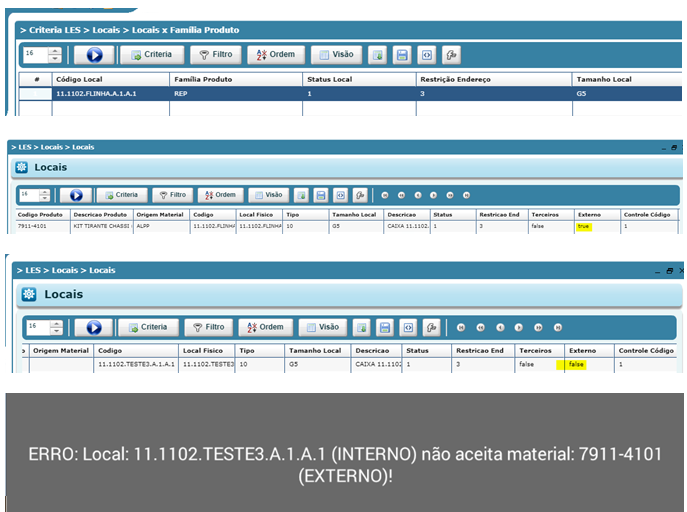 > Criteria LES > Locais > Locais x Família Produto
16 Criteria Filtro Ordem Visão
# Código Local Família Produto Status Local Restrição Endereço Tamanho Local
11.1102.FLINHA.A.1.A.1 REP 1 3 G5
> LES > Locais > Locais
Locais
16 Criteria Filtro Ordem Visão
Codigo Produto Descricao Produto Origem Material Codigo Local Fisico Tipo Tamanho Local Descricao Status Restricao End Terceiros Externo Controle Código
7911-4101 KIT TIRANTE CHASSI ALPP 11.1102.FLINHA 11.1102.FLINHA 10 G5 CAIXA 11.1102. 1 3 false true 1
> LES > Locais > Locais
Locais
16 Criteria Filtro Ordem Visão
o Origem Material Codigo Local Fisico Tipo Tamanho Local Descricao Status Restricao End Terceiros Externo Controle Código
11.1102.TESTE3.A.1.A.1 11.1102.TESTE3 10 G5 CAIXA 11.1102 1 3 false false 1
ERRO: Local: 11.1102.TESTE3.A.1.A.1 (INTERNO) não aceita material: 7911-4101
(EXTERNO)!